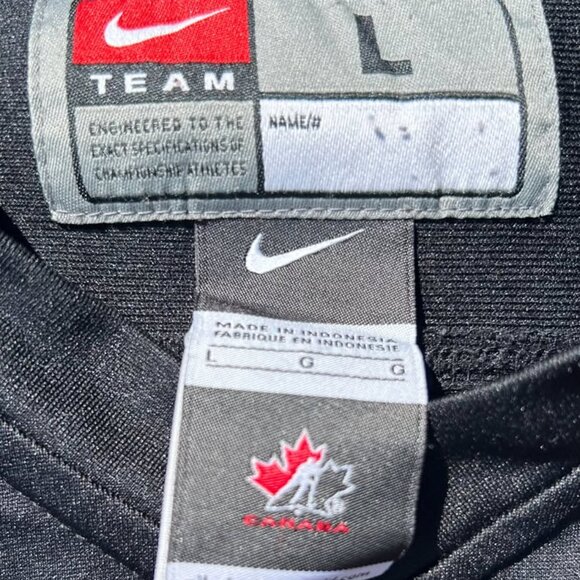 L
TEAM
ENGINEERED TO THE
EXACT SPECIFICATIONS OF
CHAMPIONSHIP ATHLETES
NAME/#
MADE IN INDONESIA
FABRIQUE EN INDONESIE
L G G
CANADA